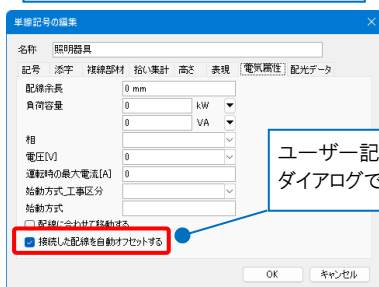 単線記号の編集
名称 照明器具
記号 添字 複線部材 拾い集計 高さ 表現 電気属性 配光データ
配線余長 0 mm
負荷容量 0 kW
0 VA
相
電圧[V] 0
運転時の最大電流[A] 0
始動方式_工事区分
始動方式
配線に合わせて移動する
接続した配線を自動オフセットする
ユーザー記
ダイアログで
OK キャンセル